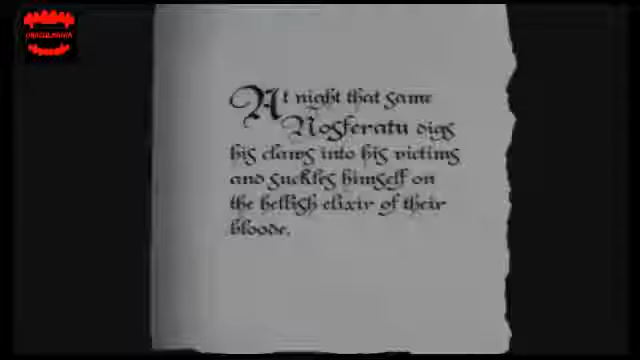 DRACULMANIA
At night that same
Nosferatu digs
his claws into his victims
and suckles himself on
the hellish elixir of their
bloode.